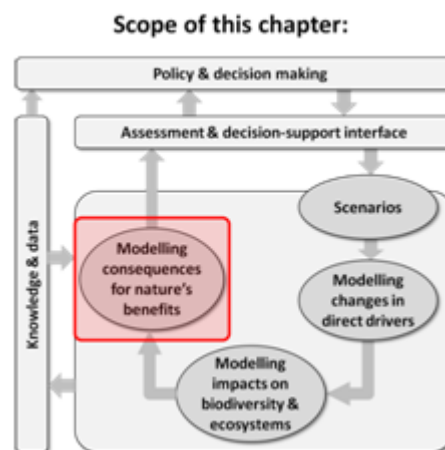 Scope of this chapter:
Policy & decision making
Assessment & decision-support interface
Knowledge & data
Scenarios
Modelling
consequences
for nature's
benefits
Modelling
changes in
direct drivers
Modelling
impacts on
biodiversity &
ecosystems